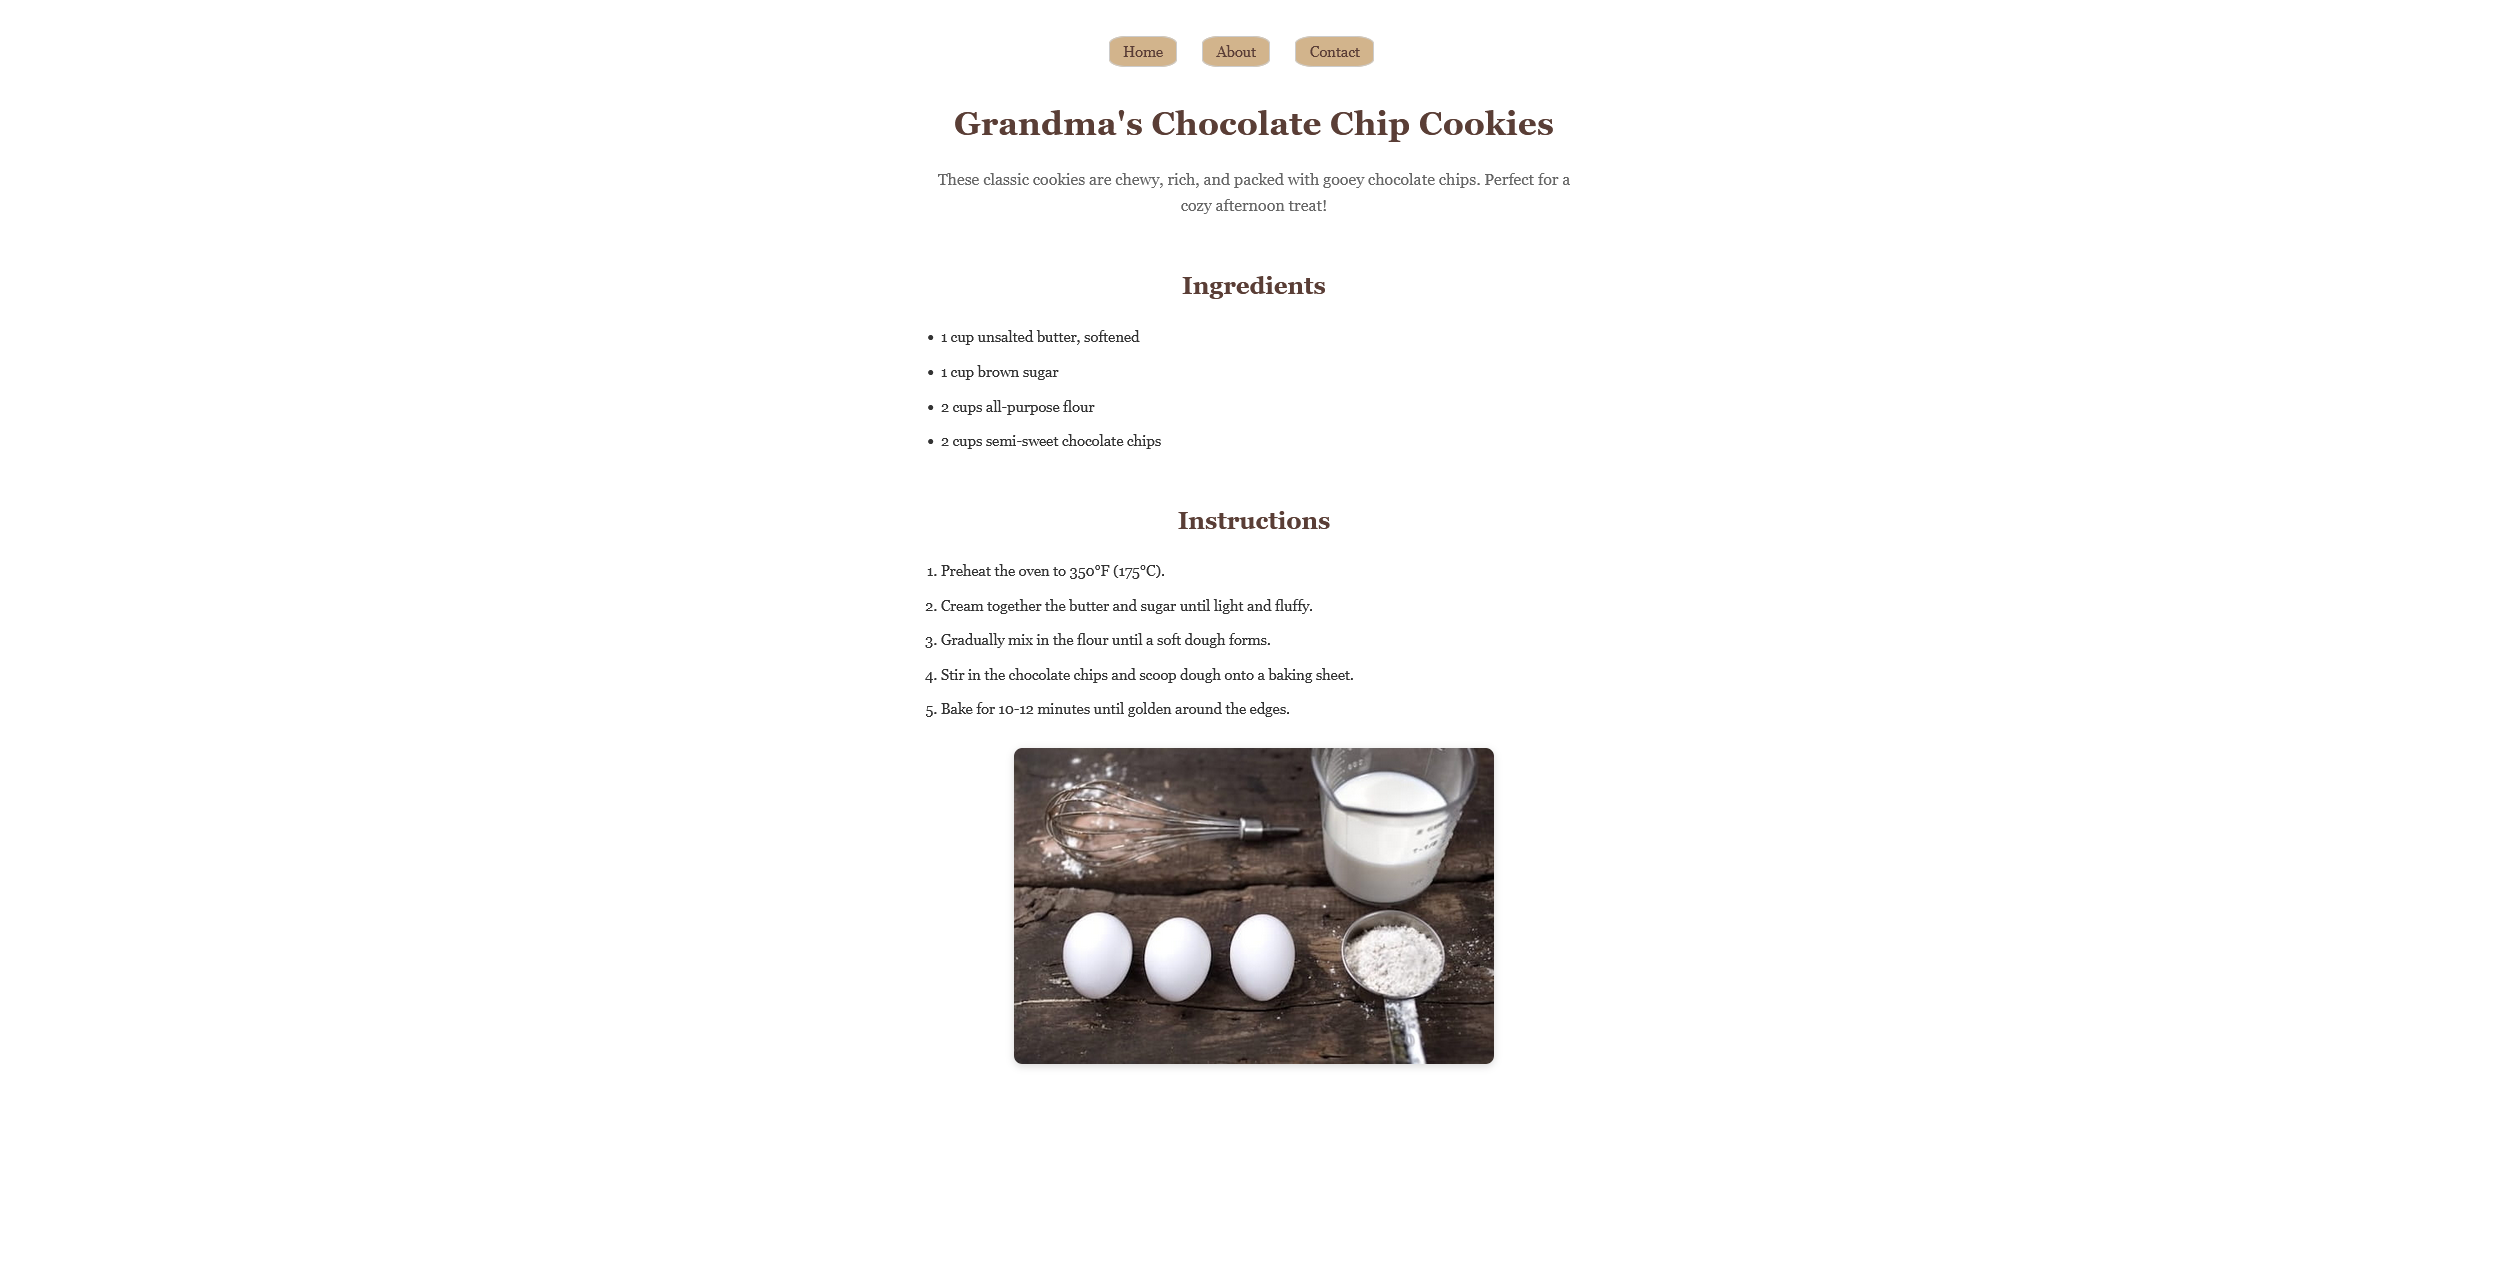 Home About Contact
Grandma's Chocolate Chip Cookies
These classic cookies are chewy, rich, and packed with gooey chocolate chips. Perfect for a
cozy afternoon treat!
Ingredients
• 1 cup unsalted butter, softened
• 1 cup brown sugar
• 2 cups all-purpose flour
• 2 cups semi-sweet chocolate chips
Instructions
1. Preheat the oven to 350°F (175°C).
2. Cream together the butter and sugar until light and fluffy.
3. Gradually mix in the flour until a soft dough forms.
4. Stir in the chocolate chips and scoop dough onto a baking sheet.
5. Bake for 10-12 minutes until golden around the edges.